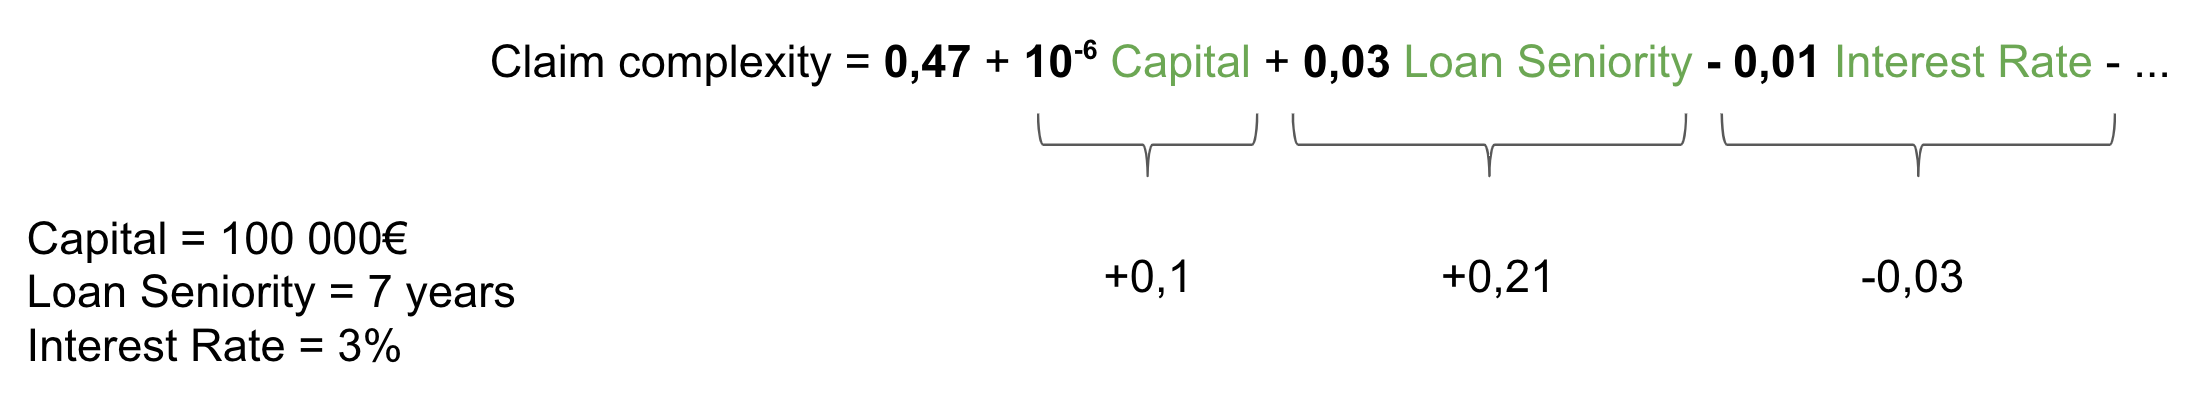 Claim complexity = 0,47 + 10⁻⁶ Capital + 0,03 Loan Seniority - 0,01 Interest Rate - ...
Capital = 100 000€
Loan Seniority = 7 years
Interest Rate = 3%
+0,1 +0,21 -0,03